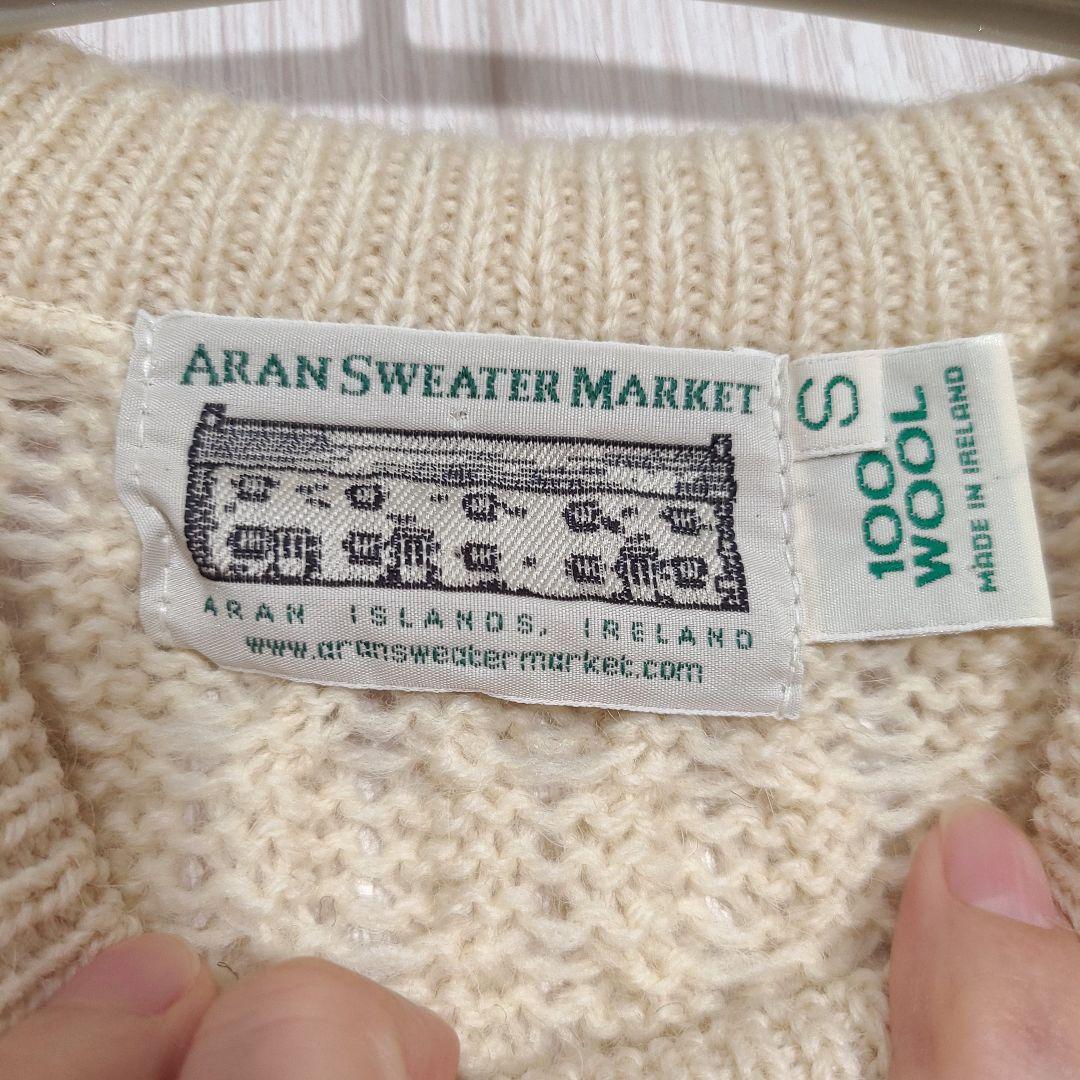 ARAN SWEATER MARKET
ARAN ISLANDS, IRELAND
www.aransweatermarket.com
S
100
WOOL
MADE IN IRELAND